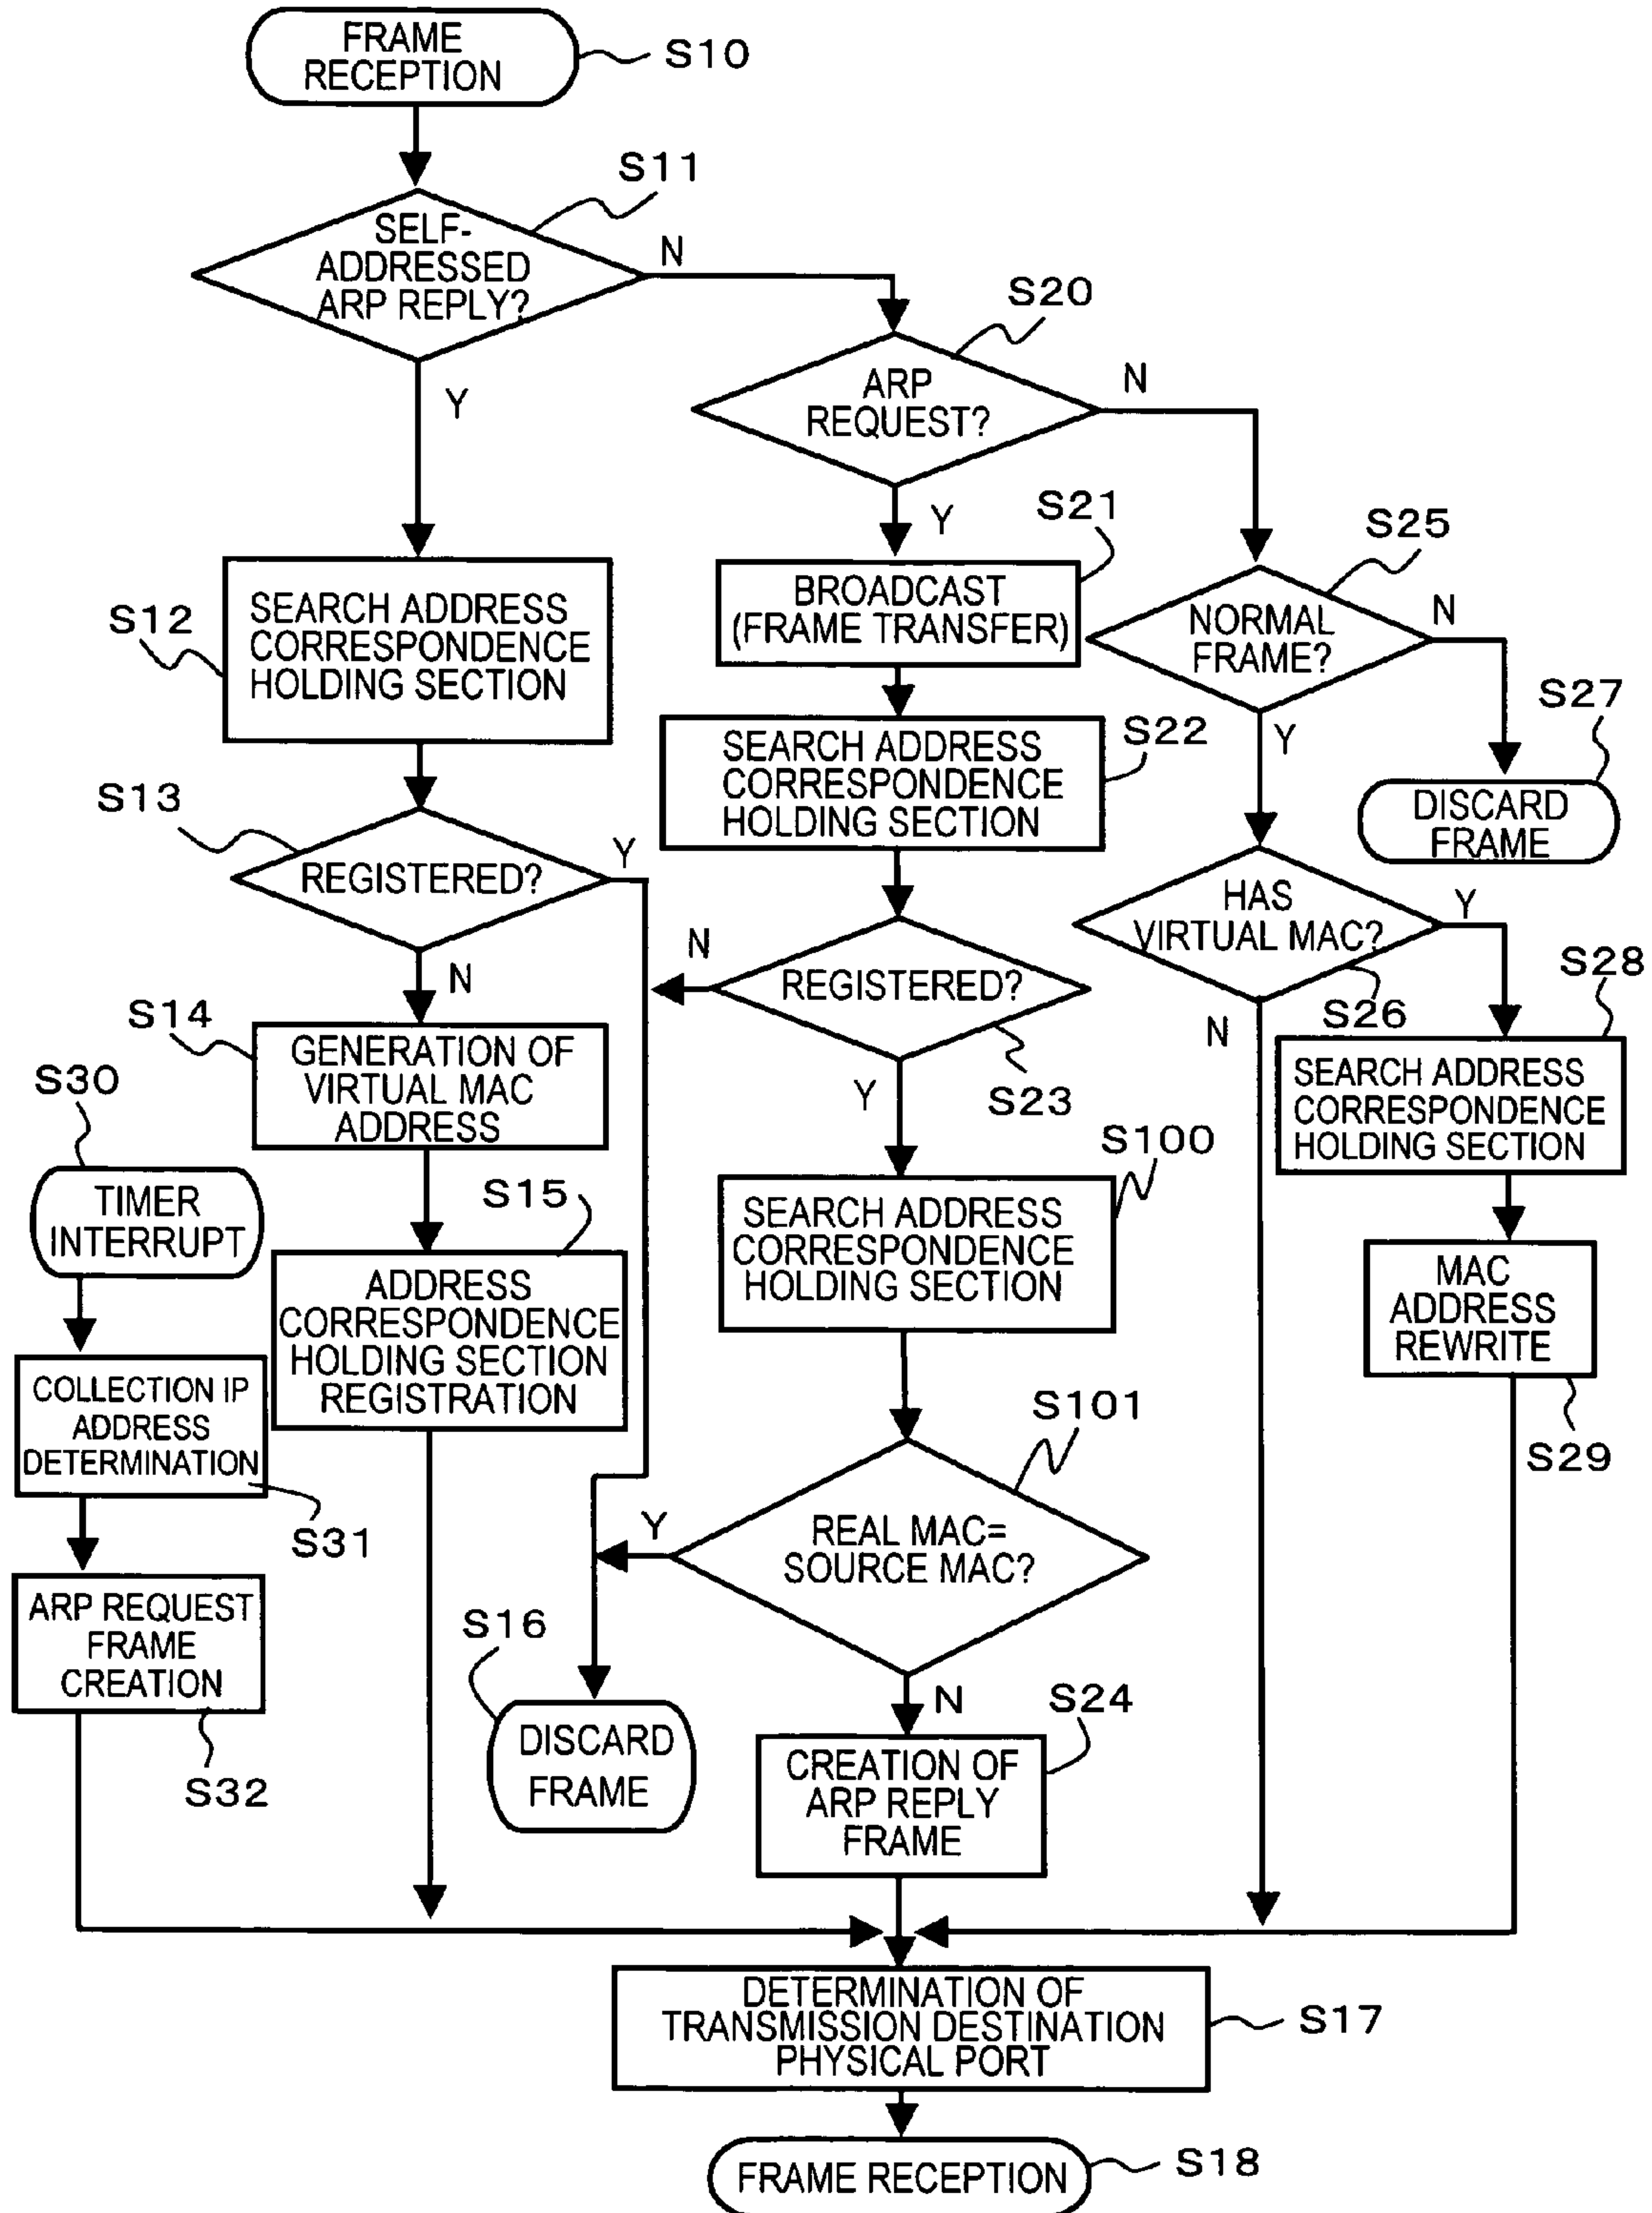 FRAME
RECEPTION
S10
S11
SELF-
ADDRESSED
ARP REPLY?
N
Y
S20
ARP
REQUEST?
N
Y
S21
BROADCAST
(FRAME TRANSFER)
S25
NORMAL
FRAME?
N
Y
S12
SEARCH ADDRESS
CORRESPONDENCE
HOLDING SECTION
S22
SEARCH ADDRESS
CORRESPONDENCE
HOLDING SECTION
S27
DISCARD
FRAME
S13
REGISTERED?
Y
N
HAS
VIRTUAL MAC?
Y
S26
N
REGISTERED?
N
S23
Y
S28
SEARCH ADDRESS
CORRESPONDENCE
HOLDING SECTION
S14
GENERATION OF
VIRTUAL MAC
ADDRESS
S30
TIMER
INTERRUPT
S15
ADDRESS
CORRESPONDENCE
HOLDING SECTION
REGISTRATION
S100
SEARCH ADDRESS
CORRESPONDENCE
HOLDING SECTION
MAC
ADDRESS
REWRITE
S29
COLLECTION IP
ADDRESS
DETERMINATION
S31
S101
REAL MAC=
SOURCE MAC?
Y
N
ARP REQUEST
FRAME
CREATION
S32
S16
DISCARD
FRAME
S24
CREATION OF
ARP REPLY
FRAME
DETERMINATION OF
TRANSMISSION DESTINATION
PHYSICAL PORT
S17
FRAME RECEPTION
S18